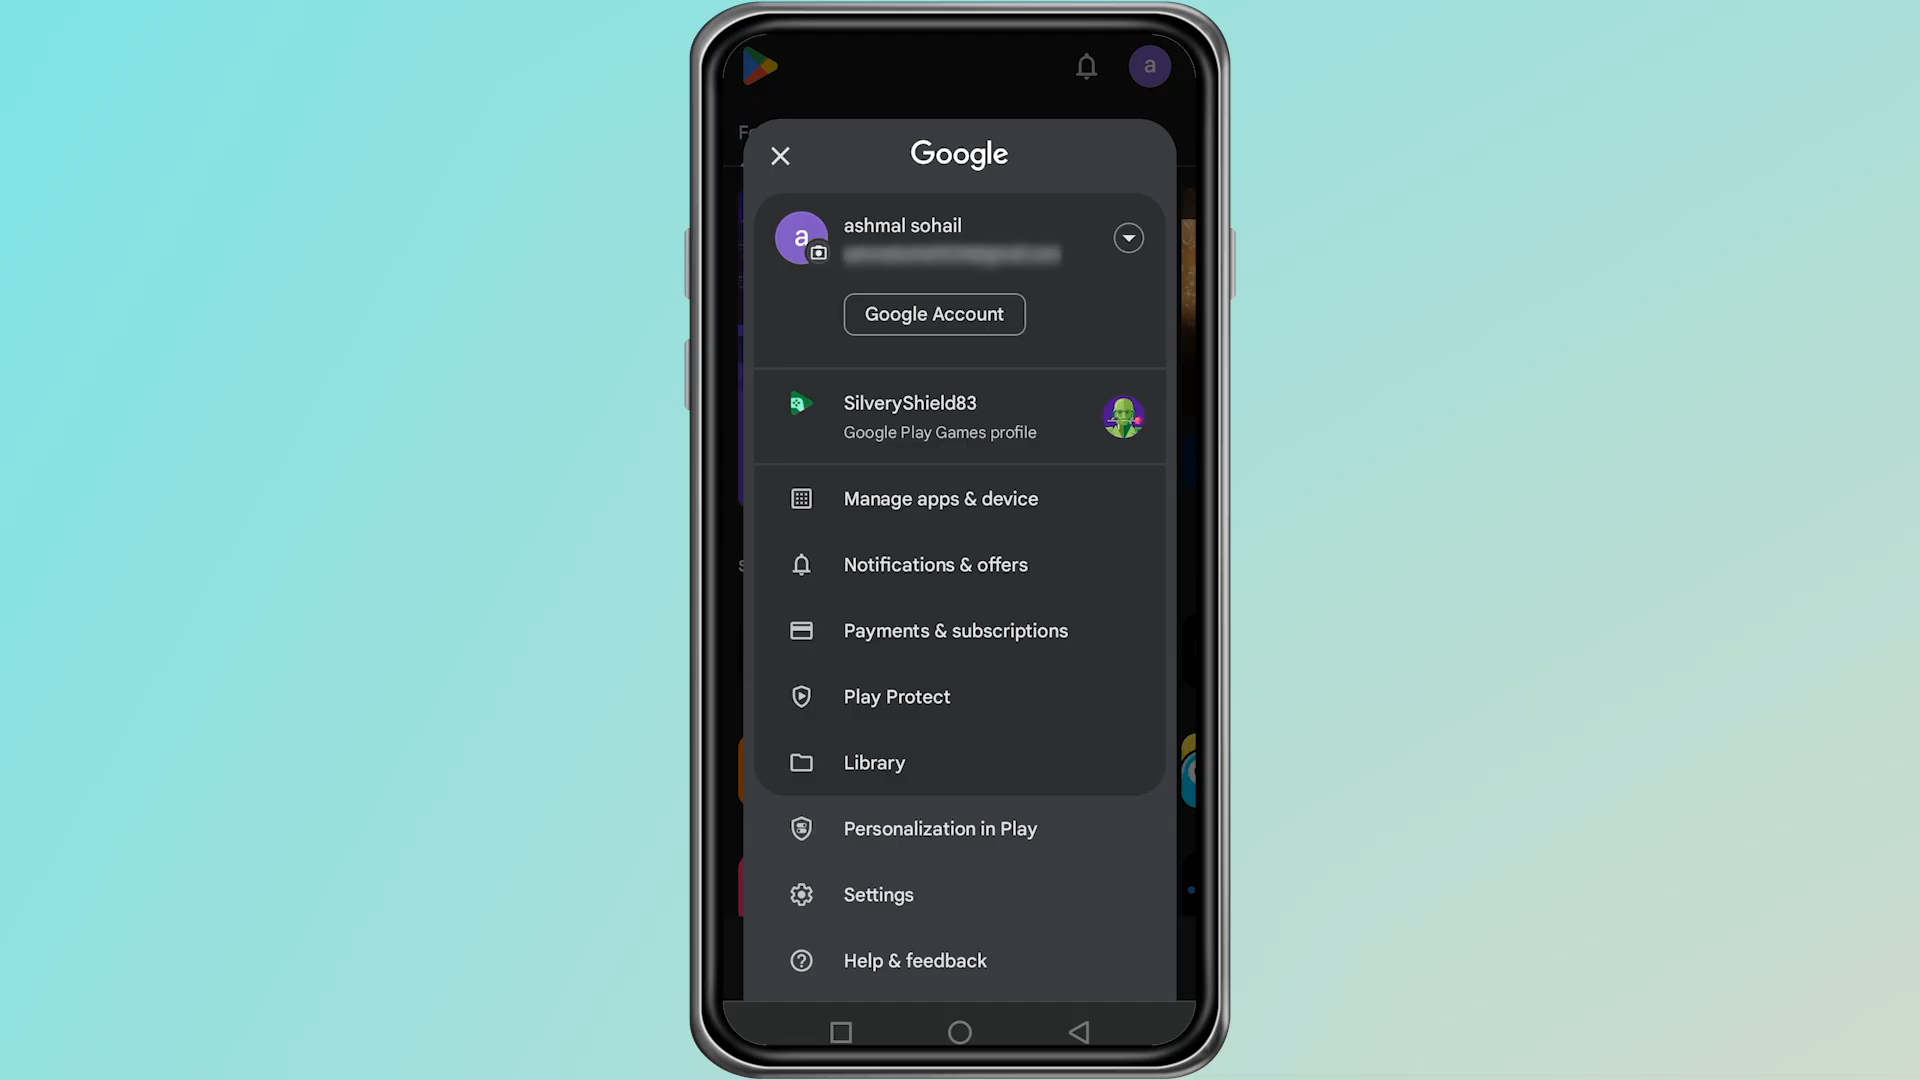 a
Google
a
ashmal sohail
Google Account
SilveryShield83
Google Play Games profile
Manage apps & device
Notifications & offers
Payments & subscriptions
Play Protect
Library
Personalization in Play
Settings
Help & feedback